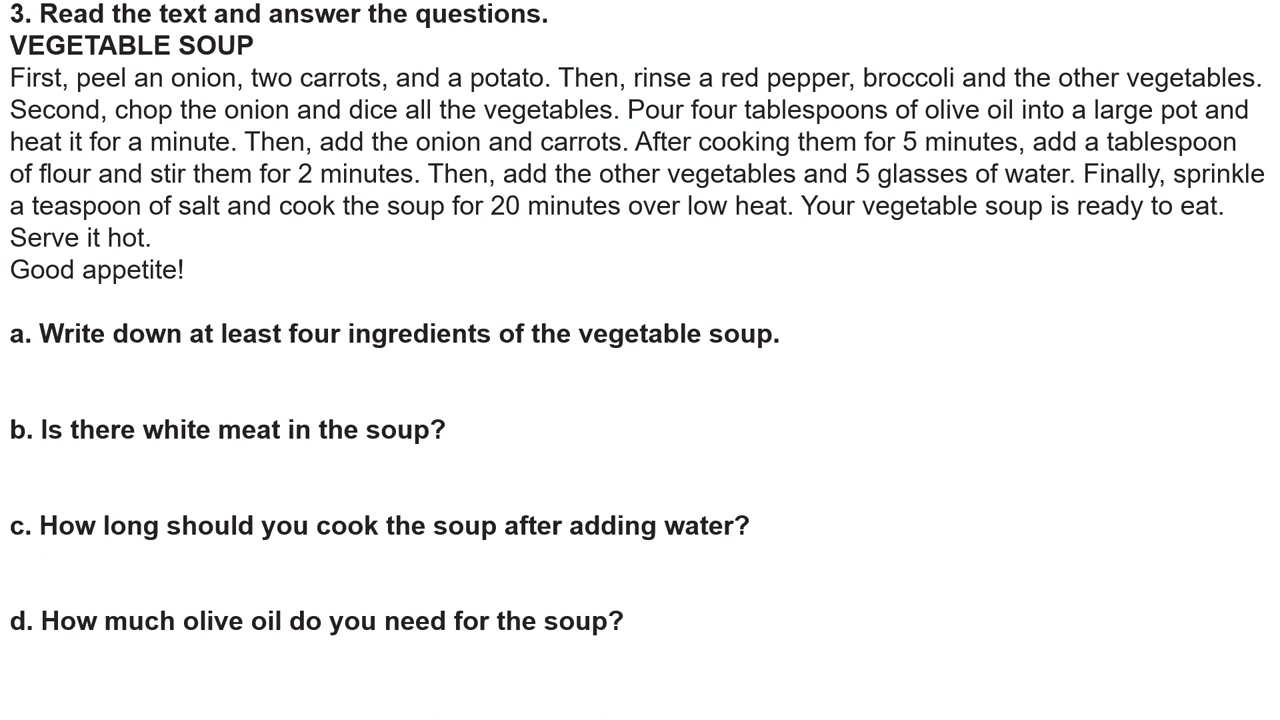 3. Read the text and answer the questions.
VEGETABLE SOUP
First, peel an onion, two carrots, and a potato. Then, rinse a red pepper, broccoli and the other vegetables.
Second, chop the onion and dice all the vegetables. Pour four tablespoons of olive oil into a large pot and
heat it for a minute. Then, add the onion and carrots. After cooking them for 5 minutes, add a tablespoon
of flour and stir them for 2 minutes. Then, add the other vegetables and 5 glasses of water. Finally, sprinkle
a teaspoon of salt and cook the soup for 20 minutes over low heat. Your vegetable soup is ready to eat.
Serve it hot.
Good appetite!
a. Write down at least four ingredients of the vegetable soup.
b. Is there white meat in the soup?
c. How long should you cook the soup after adding water?
d. How much olive oil do you need for the soup?